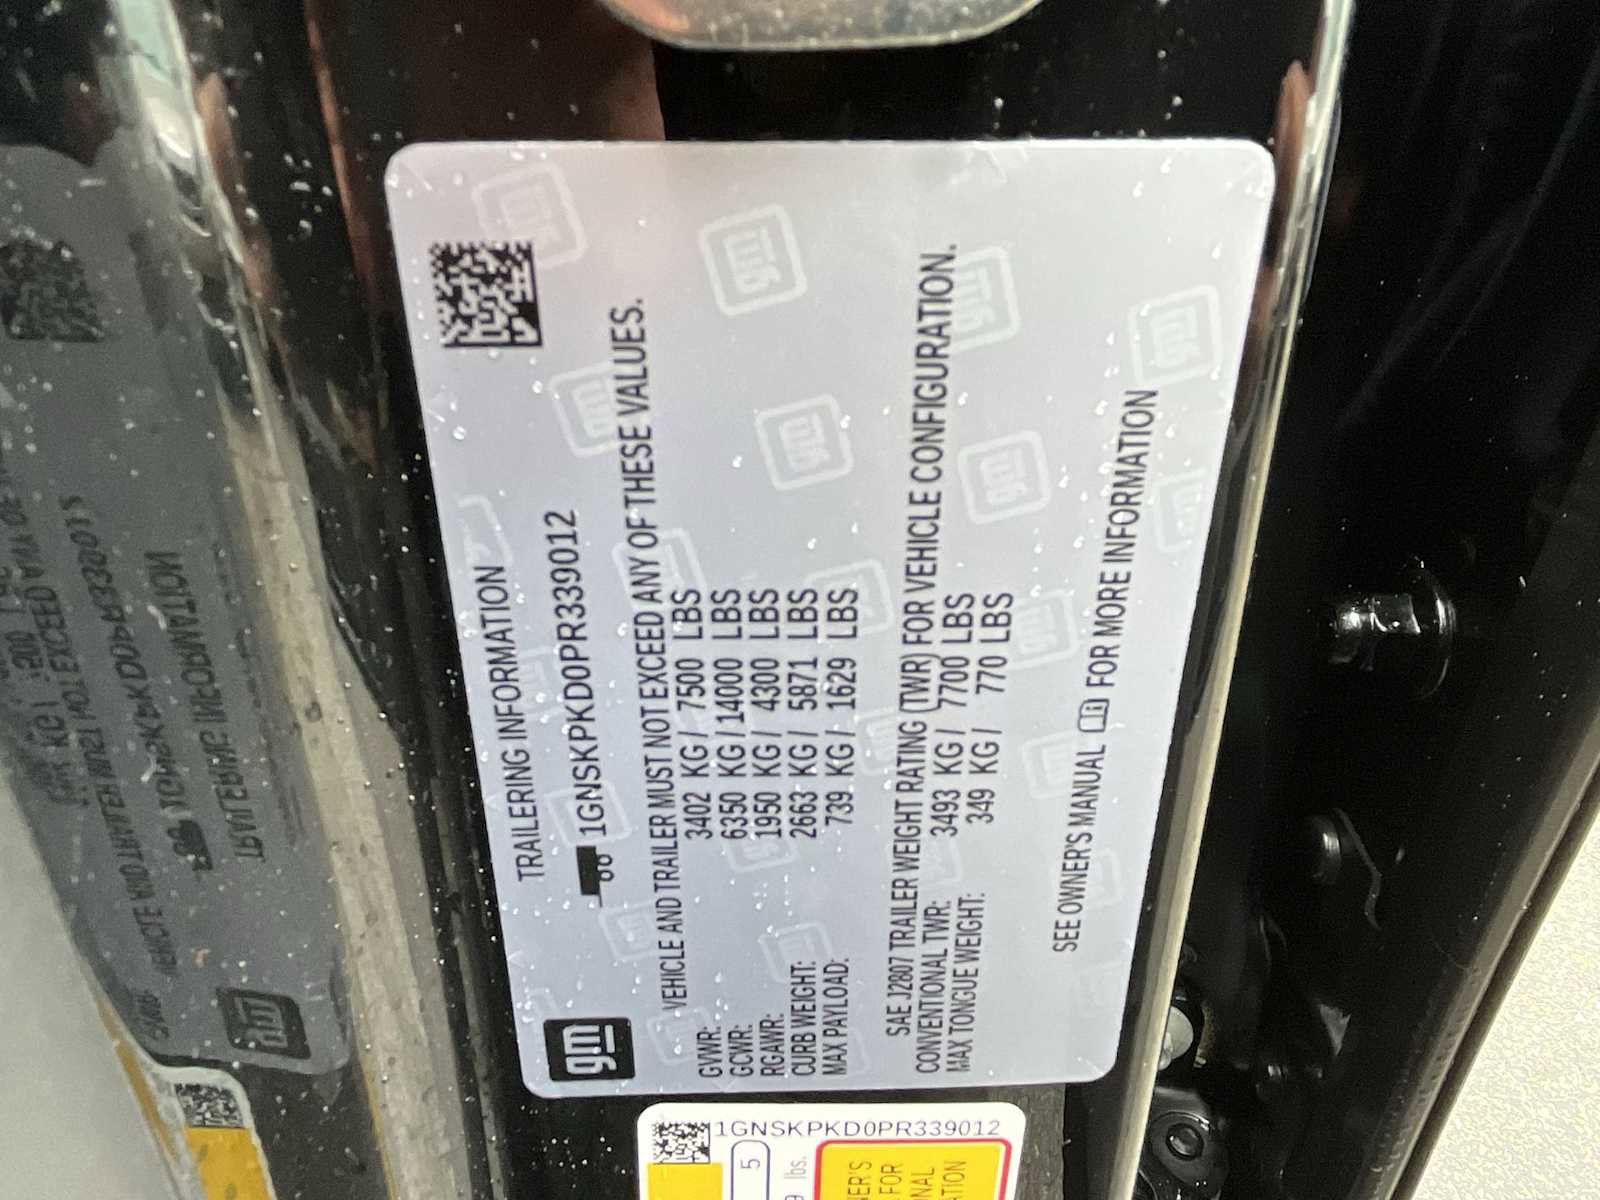 gm
TRAILERING INFORMATION
1GNSKPKD0PR339012
VEHICLE AND TRAILER MUST NOT EXCEED ANY OF THESE VALUES.
GVWR: 3402 KG / 7500 LBS
GCWR: 6350 KG / 14000 LBS
RGAWR: 1950 KG / 4300 LBS
CURB WEIGHT: 2663 KG / 5871 LBS
MAX PAYLOAD: 739 KG / 1629 LBS
SAE J2807 TRAILER WEIGHT RATING (TWR) FOR VEHICLE CONFIGURATION.
CONVENTIONAL TWR: 3493 KG / 7700 LBS
MAX TONGUE WEIGHT: 349 KG / 770 LBS
SEE OWNER'S MANUAL FOR MORE INFORMATION
1GNSKPKD0PR339012
5
9 lbs.